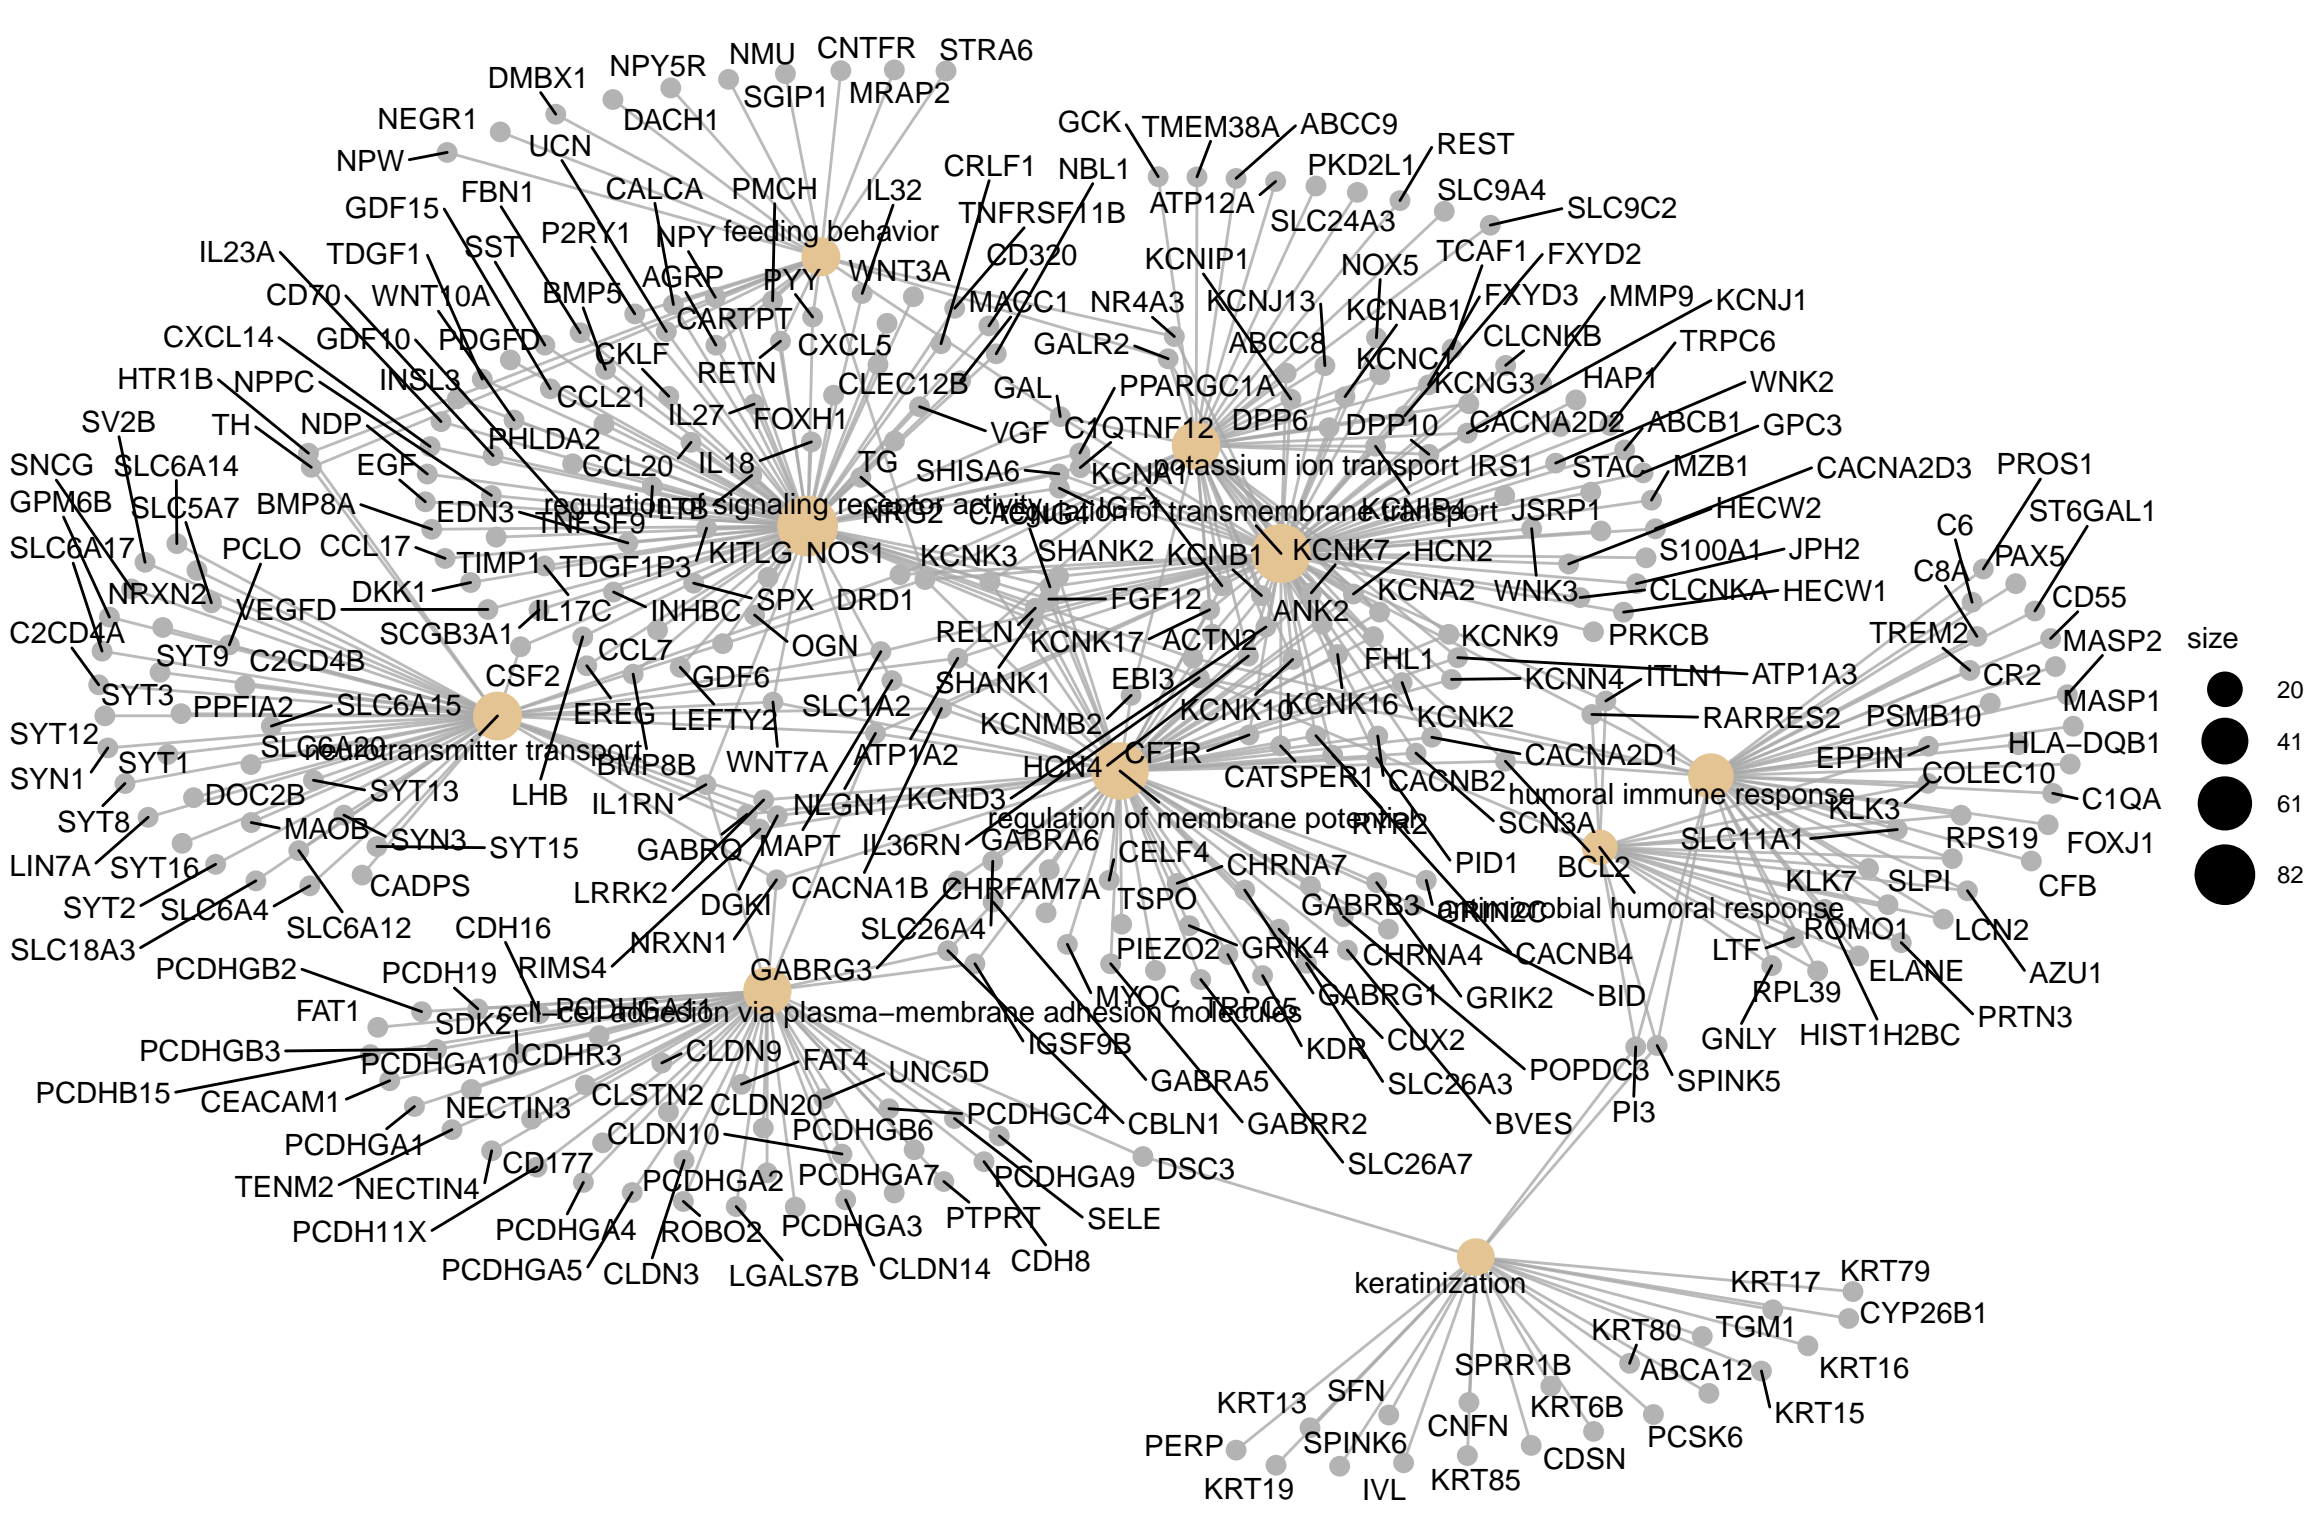 NMU
CNTFR
STRA6
DMBX1
NPY5R
SGIP1
MRAP2
NEGR1
DACH1
GCK
TMEM38A
ABCC9
REST
NPW
UCN
CRLF1
NBL1
PKD2L1
FBN1
CALCA
PMCH
IL32
ATP12A
SLC9A4
GDF15
TNFRSF11B
SLC24A3
SLC9C2
IL23A
TDGF1
SST
P2RY1
NPY
feeding behavior
CD320
KCNIP1
NOX5
TCAF1
FXYD2
CD70
WNT10A
BMP5
AGRP
PYY
WNT3A
MACC1
NR4A3
KCNJ13
KCNAB1
FXYD3
MMP9
KCNJ1
CXCL14
GDF10
PDGFD
CARTPT
CKLF
CXCL5
GALR2
ABCC8
KCNC1
CLCNKB
TRPC6
HTR1B
NPPC
INSL3
CCL21
RETN
CLEC12B
GAL
PPARGC1A
KCNG3
HAP1
WNK2
SV2B
TH
NDP
PHLDA2
IL27
FOXH1
VGF
C1QTNF12
DPP6
DPP10
CACNA2D2
ABCB1
GPC3
SNCG
SLC6A14
EGF
CCL20
IL18
TG
SHISA6
KCNA1
potassium ion transport
IRS1
STAC
MZB1
CACNA2D3
PROS1
GPM6B
SLC5A7
BMP8A
EDN3
TNFSF9
LTB
regulation of signaling receptor activity
NRG2
CACNG4
IGF1
regulation of transmembrane transport
KCNIP4
JSRP1
HECW2
C6
ST6GAL1
SLC6A17
PCLO
CCL17
TIMP1
TDGF1P3
KITLG
NOS1
KCNK3
SHANK2
KCNB1
KCNK7
HCN2
S100A1
JPH2
C8A
PAX5
NRXN2
VEGFD
DKK1
IL17C
INHBC
SPX
DRD1
FGF12
ANK2
KCNA2
WNK3
CLCNKA
HECW1
CD55
size
C2CD4A
SYT9
C2CD4B
SCGB3A1
CCL7
OGN
RELN
KCNK17
ACTN2
KCNK9
PRKCB
TREM2
MASP2
SYT3
PPFIA2
SLC6A15
CSF2
GDF6
SHANK1
EBI3
FHL1
KCNN4
ITLN1
ATP1A3
CR2
20
SYT12
SLC6A20
EREG
LEFTY2
SLC1A2
KCNMB2
KCNK10
KCNK16
KCNK2
RARRES2
PSMB10
MASP1
SYN1
SYT1
neurotransmitter transport
BMP8B
WNT7A
ATP1A2
HCN4
CFTR
CATSPER1
CACNB2
CACNA2D1
EPPIN
HLA−DQB1
41
SYT8
DOC2B
SYT13
LHB
IL1RN
NLGN1
KCND3
regulation of membrane potential
RYR2
SCN3A
humoral immune response
KLK3
COLEC10
C1QA
61
LIN7A
SYT16
MAOB
SYN3
SYT15
GABRQ
MAPT
IL36RN
GABRA6
CELF4
CHRNA7
PID1
BCL2
SLC11A1
RPS19
FOXJ1
SYT2
SLC6A4
CADPS
LRRK2
DGKI
CACNA1B
CHRFAM7A
TSPO
GABRB3
GRIN2C
antimicrobial humoral response
KLK7
SLPI
CFB
82
SLC18A3
SLC6A12
CDH16
RIMS4
NRXN1
SLC26A4
PIEZO2
GRIK4
CHRNA4
CACNB4
LTF
ROMO1
LCN2
PCDHGB2
PCDH19
GABRG3
MYOC
TRPC5
GABRG1
GRIK2
BID
RPL39
ELANE
AZU1
FAT1
SDK2
PCDHGA11
cell−cell adhesion via plasma−membrane adhesion molecules
IGSF9B
KDR
CUX2
GNLY
HIST1H2BC
PRTN3
PCDHGB3
PCDHGA10
CDHR3
CLDN9
FAT4
UNC5D
GABRA5
SLC26A3
POPDC3
SPINK5
PCDHB15
CEACAM1
NECTIN3
CLSTN2
CLDN20
PCDHGC4
CBLN1
GABRR2
BVES
PI3
PCDHGA1
CLDN10
PCDHGB6
TENM2
NECTIN4
CD177
PCDHGA2
PCDHGA7
PCDHGA9
DSC3
SLC26A7
PCDH11X
PCDHGA4
ROBO2
PCDHGA3
PTPRT
SELE
PCDHGA5
CLDN3
LGALS7B
CLDN14
CDH8
keratinization
KRT17
KRT79
KRT80
TGM1
CYP26B1
SPRR1B
ABCA12
KRT16
KRT13
SFN
CNFN
KRT6B
KRT15
PERP
SPINK6
PCSK6
KRT19
IVL
KRT85
CDSN